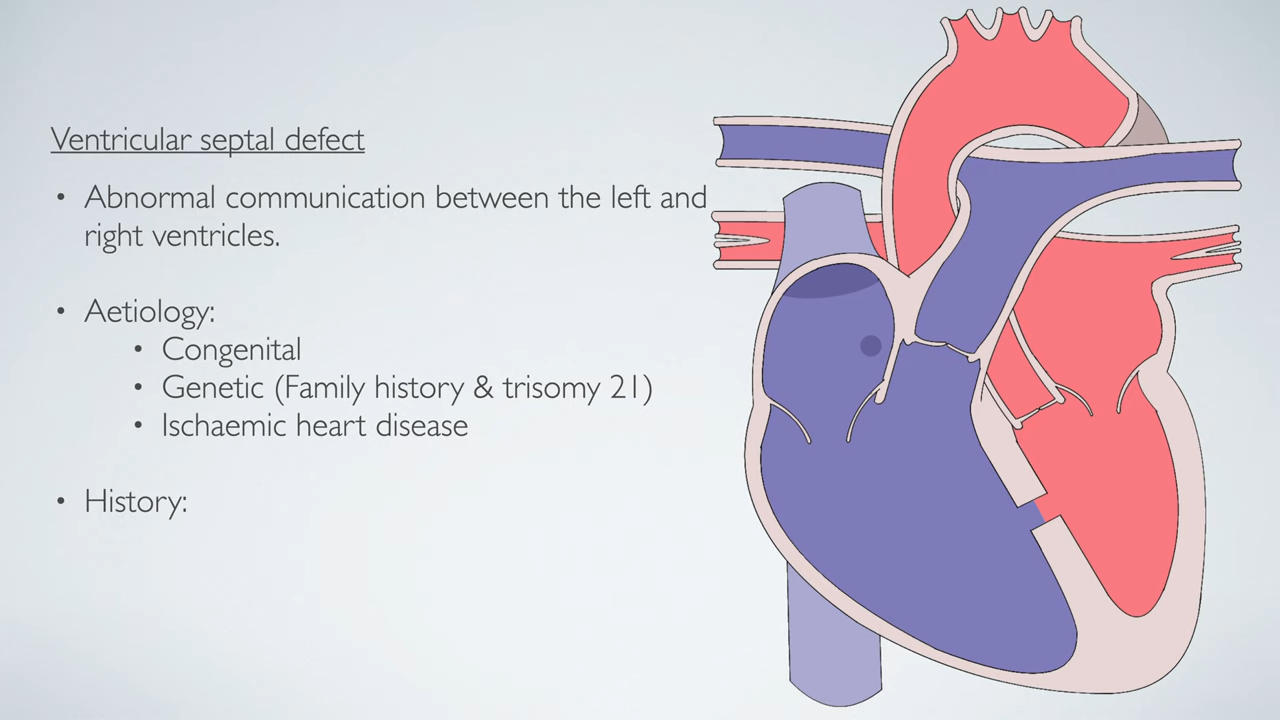 Ventricular septal defect
• Abnormal communication between the left and
right ventricles.
• Aetiology:
• Congenital
• Genetic (Family history & trisomy 21)
• Ischaemic heart disease
• History: